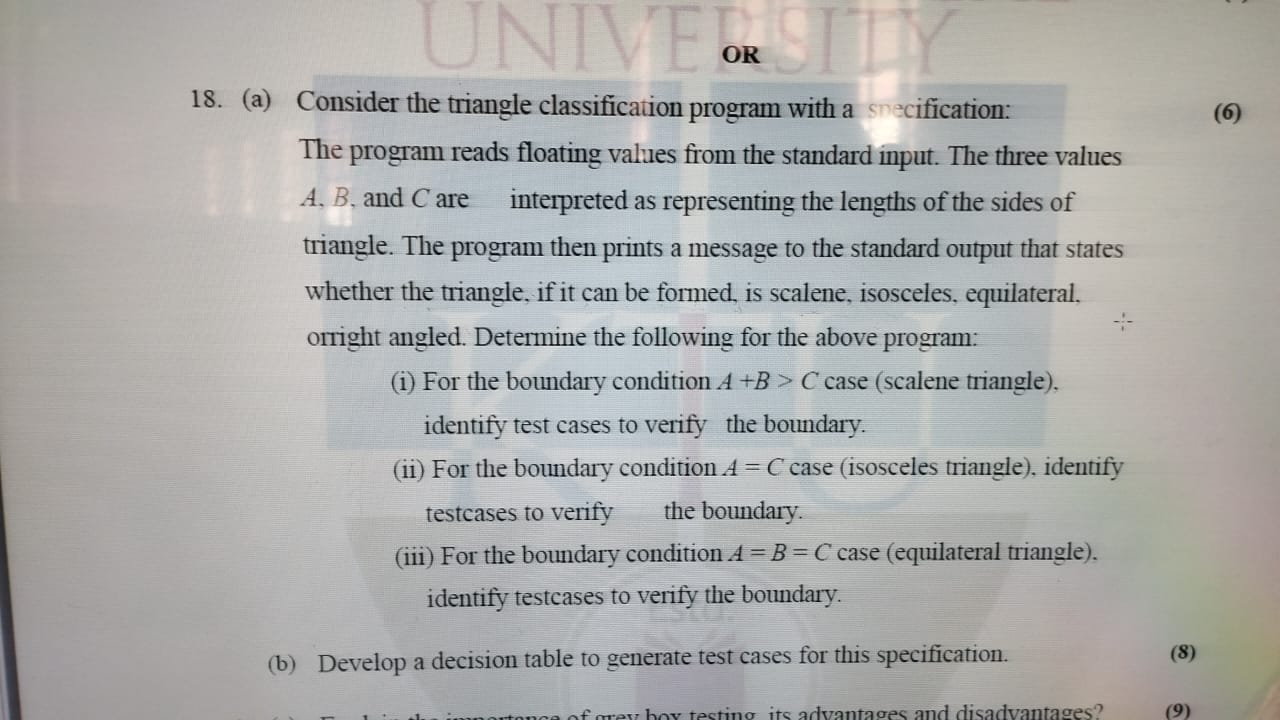 UNIVERSITY
OR
18. (a) Consider the triangle classification program with a specification: (6)
The program reads floating values from the standard input. The three values
A, B, and C are interpreted as representing the lengths of the sides of
triangle. The program then prints a message to the standard output that states
whether the triangle, if it can be formed, is scalene, isosceles, equilateral,
orright angled. Determine the following for the above program:
(i) For the boundary condition A +B > C case (scalene triangle),
identify test cases to verify the boundary.
(ii) For the boundary condition A = C case (isosceles triangle), identify
testcases to verify the boundary.
(iii) For the boundary condition A = B = C case (equilateral triangle),
identify testcases to verify the boundary.
Estd.
(b) Develop a decision table to generate test cases for this specification. (8)
the importance of grey box testing, its advantages and disadvantages? (9)